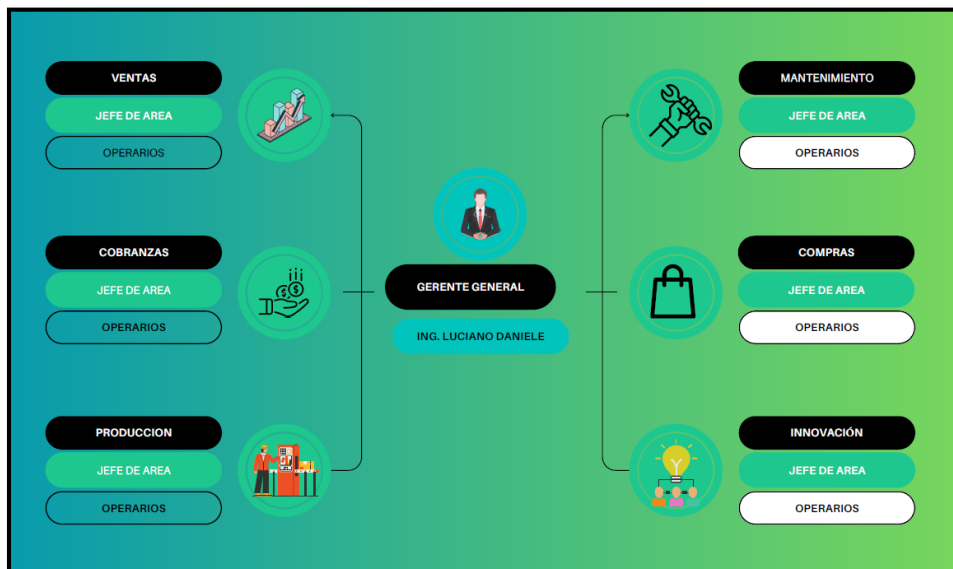 VENTAS
JEFE DE AREA
OPERARIOS
COBRANZAS
JEFE DE AREA
OPERARIOS
PRODUCCION
JEFE DE AREA
OPERARIOS
GERENTE GENERAL
ING. LUCIANO DANIELE
MANTENIMIENTO
JEFE DE AREA
OPERARIOS
COMPRAS
JEFE DE AREA
OPERARIOS
INNOVACIÓN
JEFE DE AREA
OPERARIOS